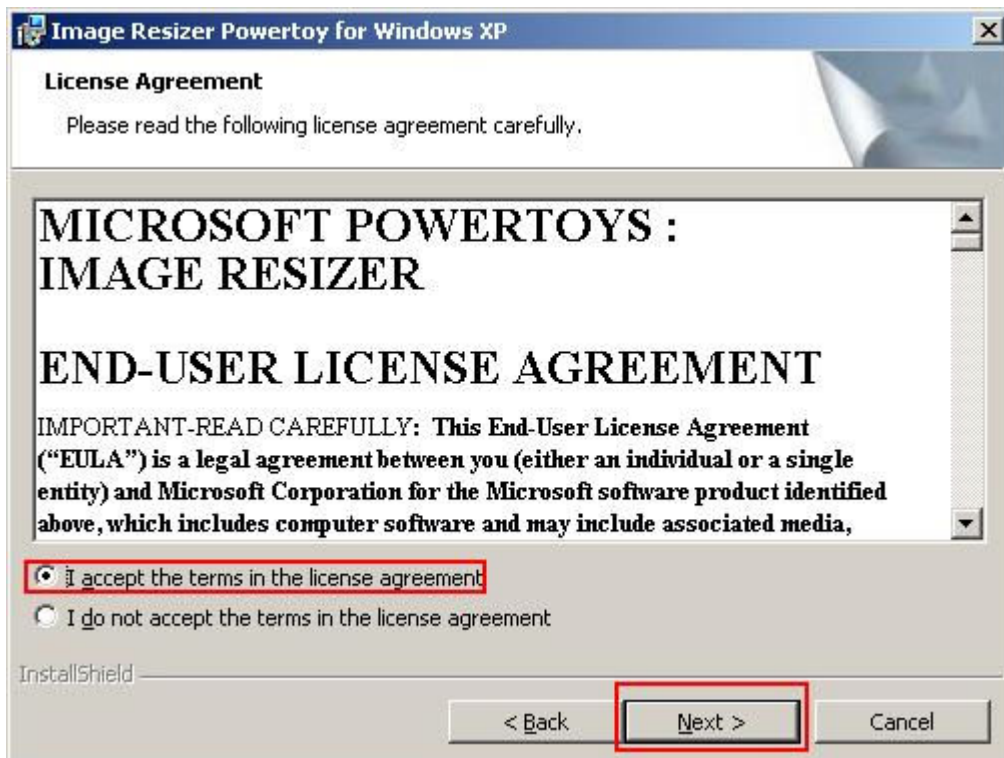 Image Resizer Powertoy for Windows XP
License Agreement
Please read the following license agreement carefully.
MICROSOFT POWERTOYS :
IMAGE RESIZER
END-USER LICENSE AGREEMENT
IMPORTANT-READ CAREFULLY: This End-User License Agreement
(“EULA”) is a legal agreement between you (either an individual or a single
entity) and Microsoft Corporation for the Microsoft software product identified
above, which includes computer software and may include associated media,
I accept the terms in the license agreement
I do not accept the terms in the license agreement
InstallShield
< Back Next > Cancel